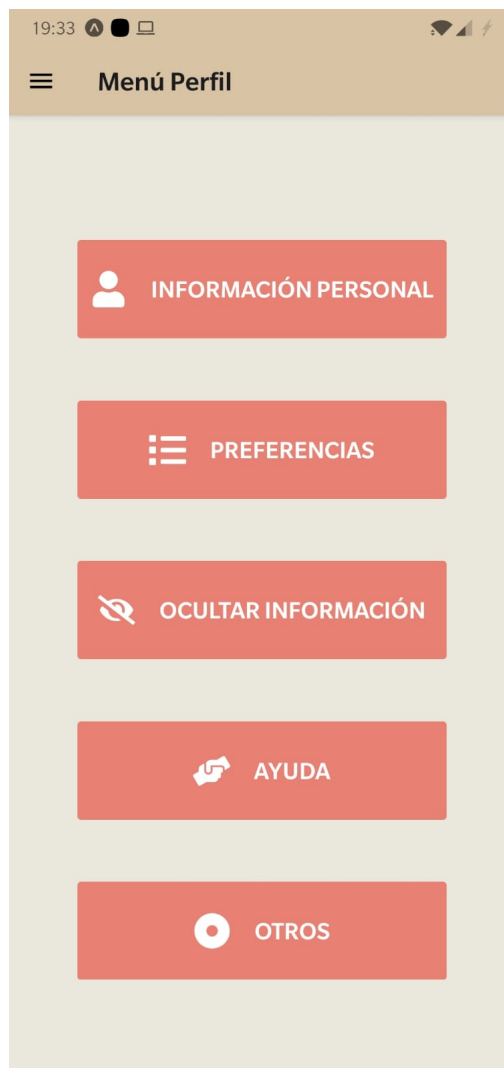 19:33
Menú Perfil
INFORMACIÓN PERSONAL
PREFERENCIAS
OCULTAR INFORMACIÓN
AYUDA
OTROS